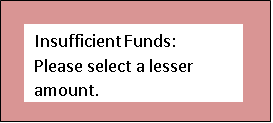 Insufficient Funds:
Please select a lesser
amount.